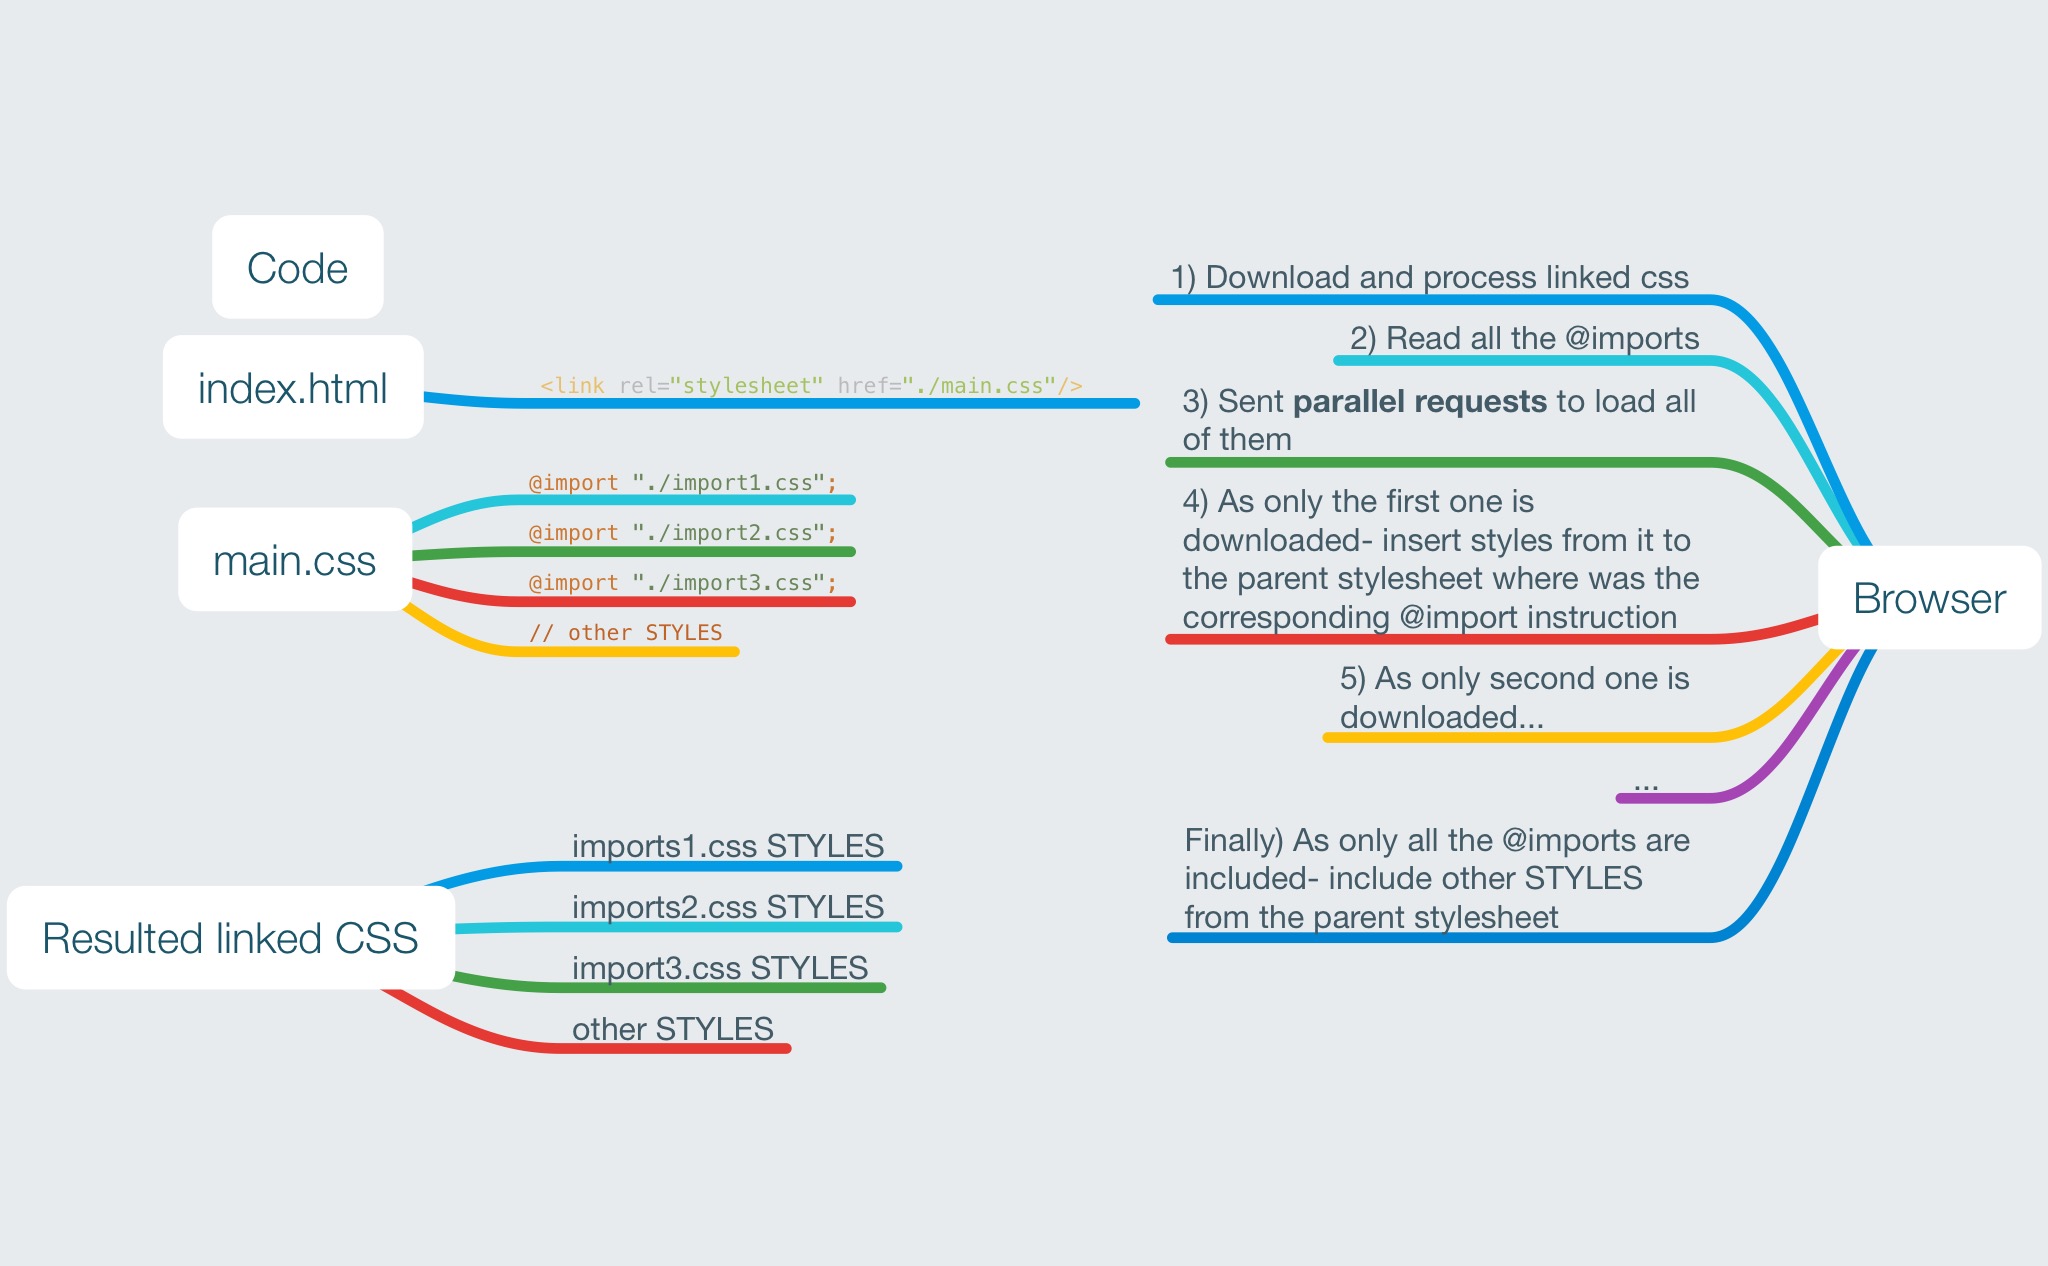 Code
index.html
<link rel="stylesheet" href="./main.css"/>
main.css
@import "./import1.css";
@import "./import2.css";
@import "./import3.css";
// other STYLES
Resulted linked CSS
imports1.css STYLES
imports2.css STYLES
import3.css STYLES
other STYLES
1) Download and process linked css
2) Read all the @imports
3) Sent parallel requests to load all
of them
4) As only the first one is
downloaded- insert styles from it to
the parent stylesheet where was the
corresponding @import instruction
5) As only second one is
downloaded...
...
Finally) As only all the @imports are
included- include other STYLES
from the parent stylesheet
Browser